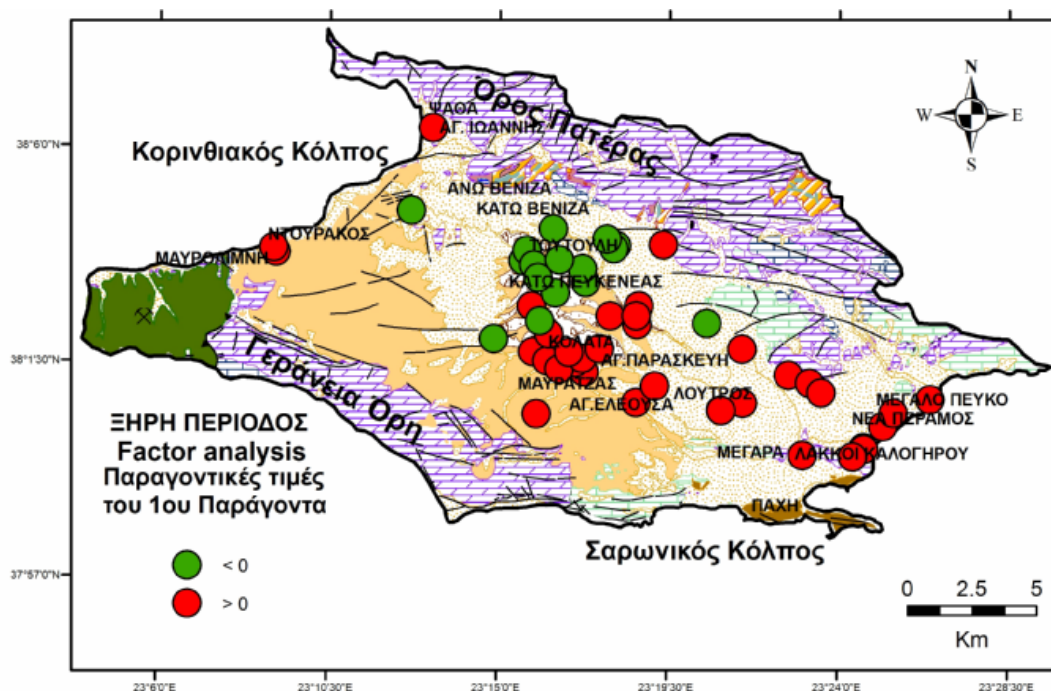 N
W E
S
38°6'0"N
38°1'30"N
37°57'0"N
ΨΑΘΑ
ΑΓ. ΙΩΑΝΝΗΣ
Όρος Πατέρας
Κορινθιακός Κόλπος
ΑΝΩ ΒΕΝΙΖΑ
ΚΑΤΩ ΒΕΝΙΖΑ
ΝΤΟΥΡΑΚΟΣ
ΜΑΥΡΟΛΙΜΝΗ
ΤΟΥΤΟΥΛΗ
ΚΑΤΩ ΠΕΥΚΕΝΕΑΣ
ΚΟΛΑΤΑ
ΑΓ.ΠΑΡΑΣΚΕΥΗ
ΜΑΥΡΑΤΖΑΣ
ΛΟΥΤΡΟΣ
ΑΓ.ΕΛΕΟΥΣΑ
ΜΕΓΑΛΟ ΠΕΥΚΟ
ΝΕΑ ΠΕΡΑΜΟΣ
Γεράνεια Όρη
ΜΕΓΑΡΑ
ΛΑΚΚΟΙ ΚΑΛΟΓΗΡΟΥ
ΠΑΧΗ
Σαρωνικός Κόλπος
ΞΗΡΗ ΠΕΡΙΟΔΟΣ
Factor analysis
Παραγοντικές τιμές
του 1ου Παράγοντα
< 0
> 0
0 2.5 5
Km
23°6'0"E
23°10'30"E
23°15'0"E
23°19'30"E
23°24'0"E
23°28'30"E